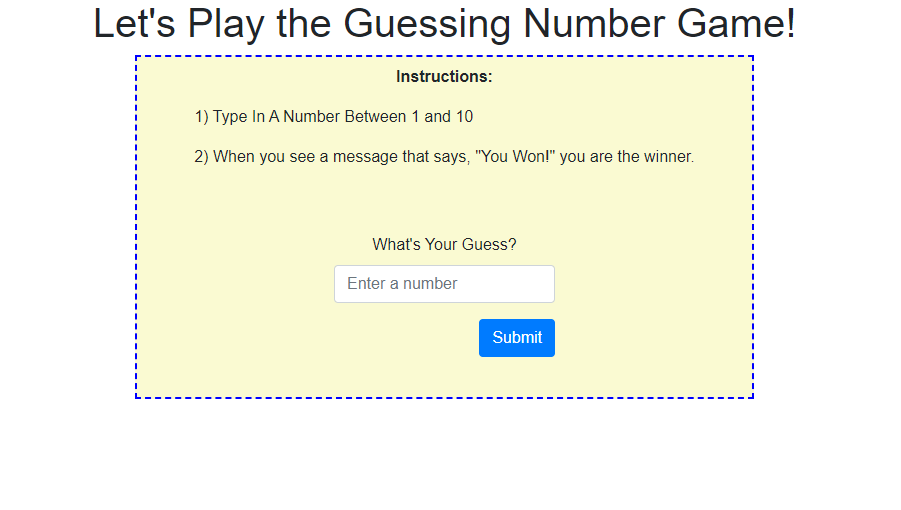 Let's Play the Guessing Number Game!
Instructions:
1) Type In A Number Between 1 and 10
2) When you see a message that says, "You Won!" you are the winner.
What's Your Guess?
Enter a number
Submit